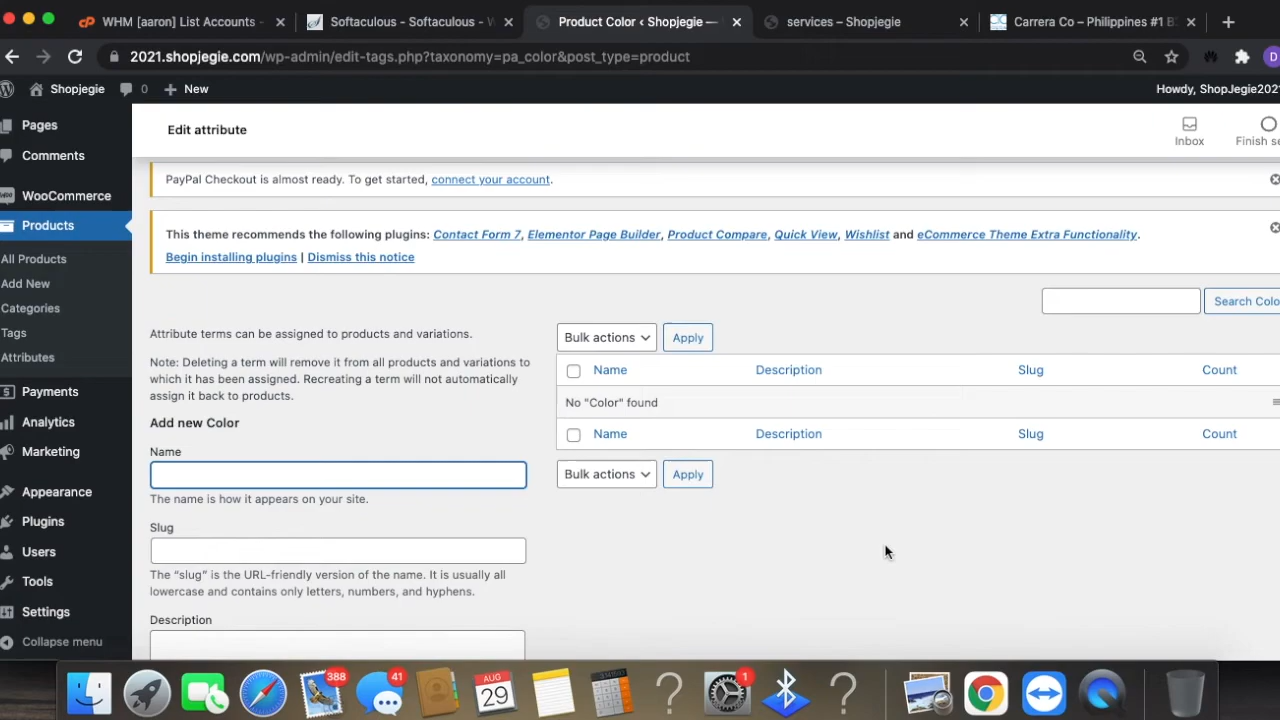 WHM [aaron] List Accounts -
Softaculous - Softaculous -
Product Color ‹ Shopjegie —
services – Shopjegie
Carrera Co – Philippines #1 B
2021.shopjegie.com/wp-admin/edit-tags.php?taxonomy=pa_color&post_type=product
D
Shopjegie
0
+ New
Howdy, ShopJegie2021
Pages
Comments
WooCommerce
Products
All Products
Add New
Categories
Tags
Attributes
Payments
Analytics
Marketing
Appearance
Plugins
Users
Tools
Settings
Collapse menu
Edit attribute
Inbox
Finish se
PayPal Checkout is almost ready. To get started, connect your account.
This theme recommends the following plugins: Contact Form 7, Elementor Page Builder, Product Compare, Quick View, Wishlist and eCommerce Theme Extra Functionality.
Begin installing plugins | Dismiss this notice
Search Colo
Attribute terms can be assigned to products and variations.
Note: Deleting a term will remove it from all products and variations to
which it has been assigned. Recreating a term will not automatically
assign it back to products.
Add new Color
Name
The name is how it appears on your site.
Slug
The “slug” is the URL-friendly version of the name. It is usually all
lowercase and contains only letters, numbers, and hyphens.
Description
Bulk actions
Apply
Name Description Slug Count
No "Color" found
Name Description Slug Count
Bulk actions
Apply
388
41
AUG
29
1